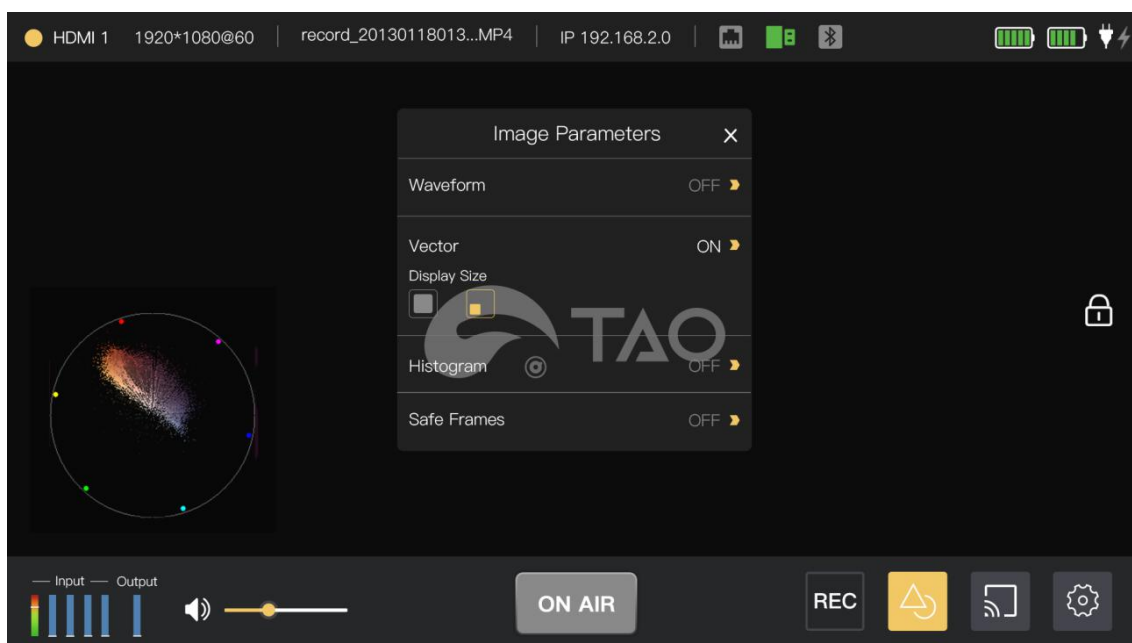 HDMI 1 1920*1080@60 record_20130118013...MP4 IP 192.168.2.0
Image Parameters
Waveform OFF
Vector ON
Display Size
TAO
Histogram OFF
Safe Frames OFF
Input Output
ON AIR
REC